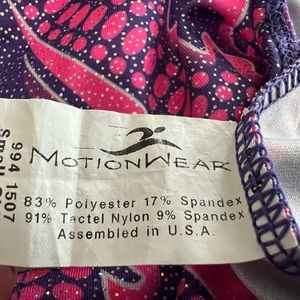 MOTIONWEAR
83% Polyester 17% Spandex
91% Tactel Nylon 9% Spandex
Assembled in U.S.A.
994 1507
Small